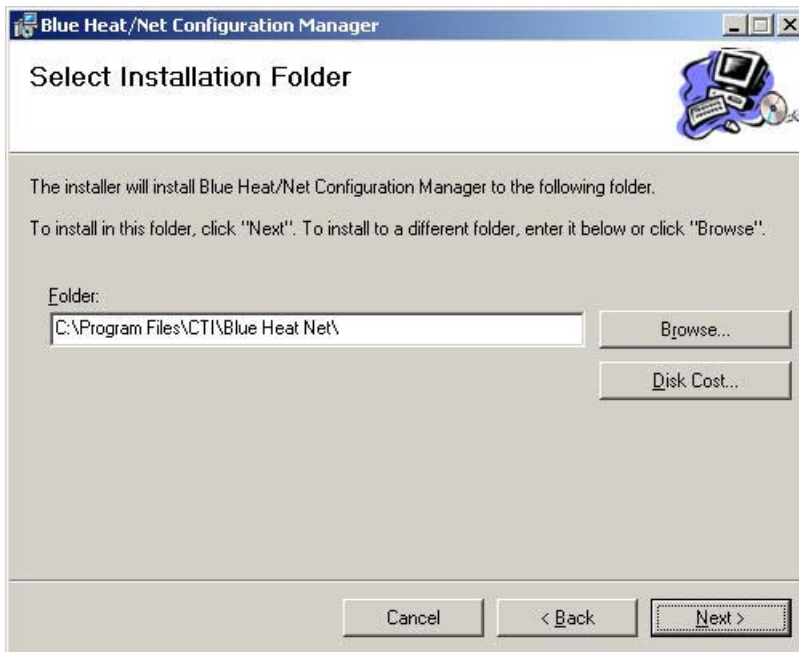 Blue Heat/Net Configuration Manager
Select Installation Folder
The installer will install Blue Heat/Net Configuration Manager to the following folder.
To install in this folder, click "Next". To install to a different folder, enter it below or click "Browse".
Folder:
C:\Program Files\CTI\Blue Heat Net\
Browse...
Disk Cost...
Cancel
< Back
Next >